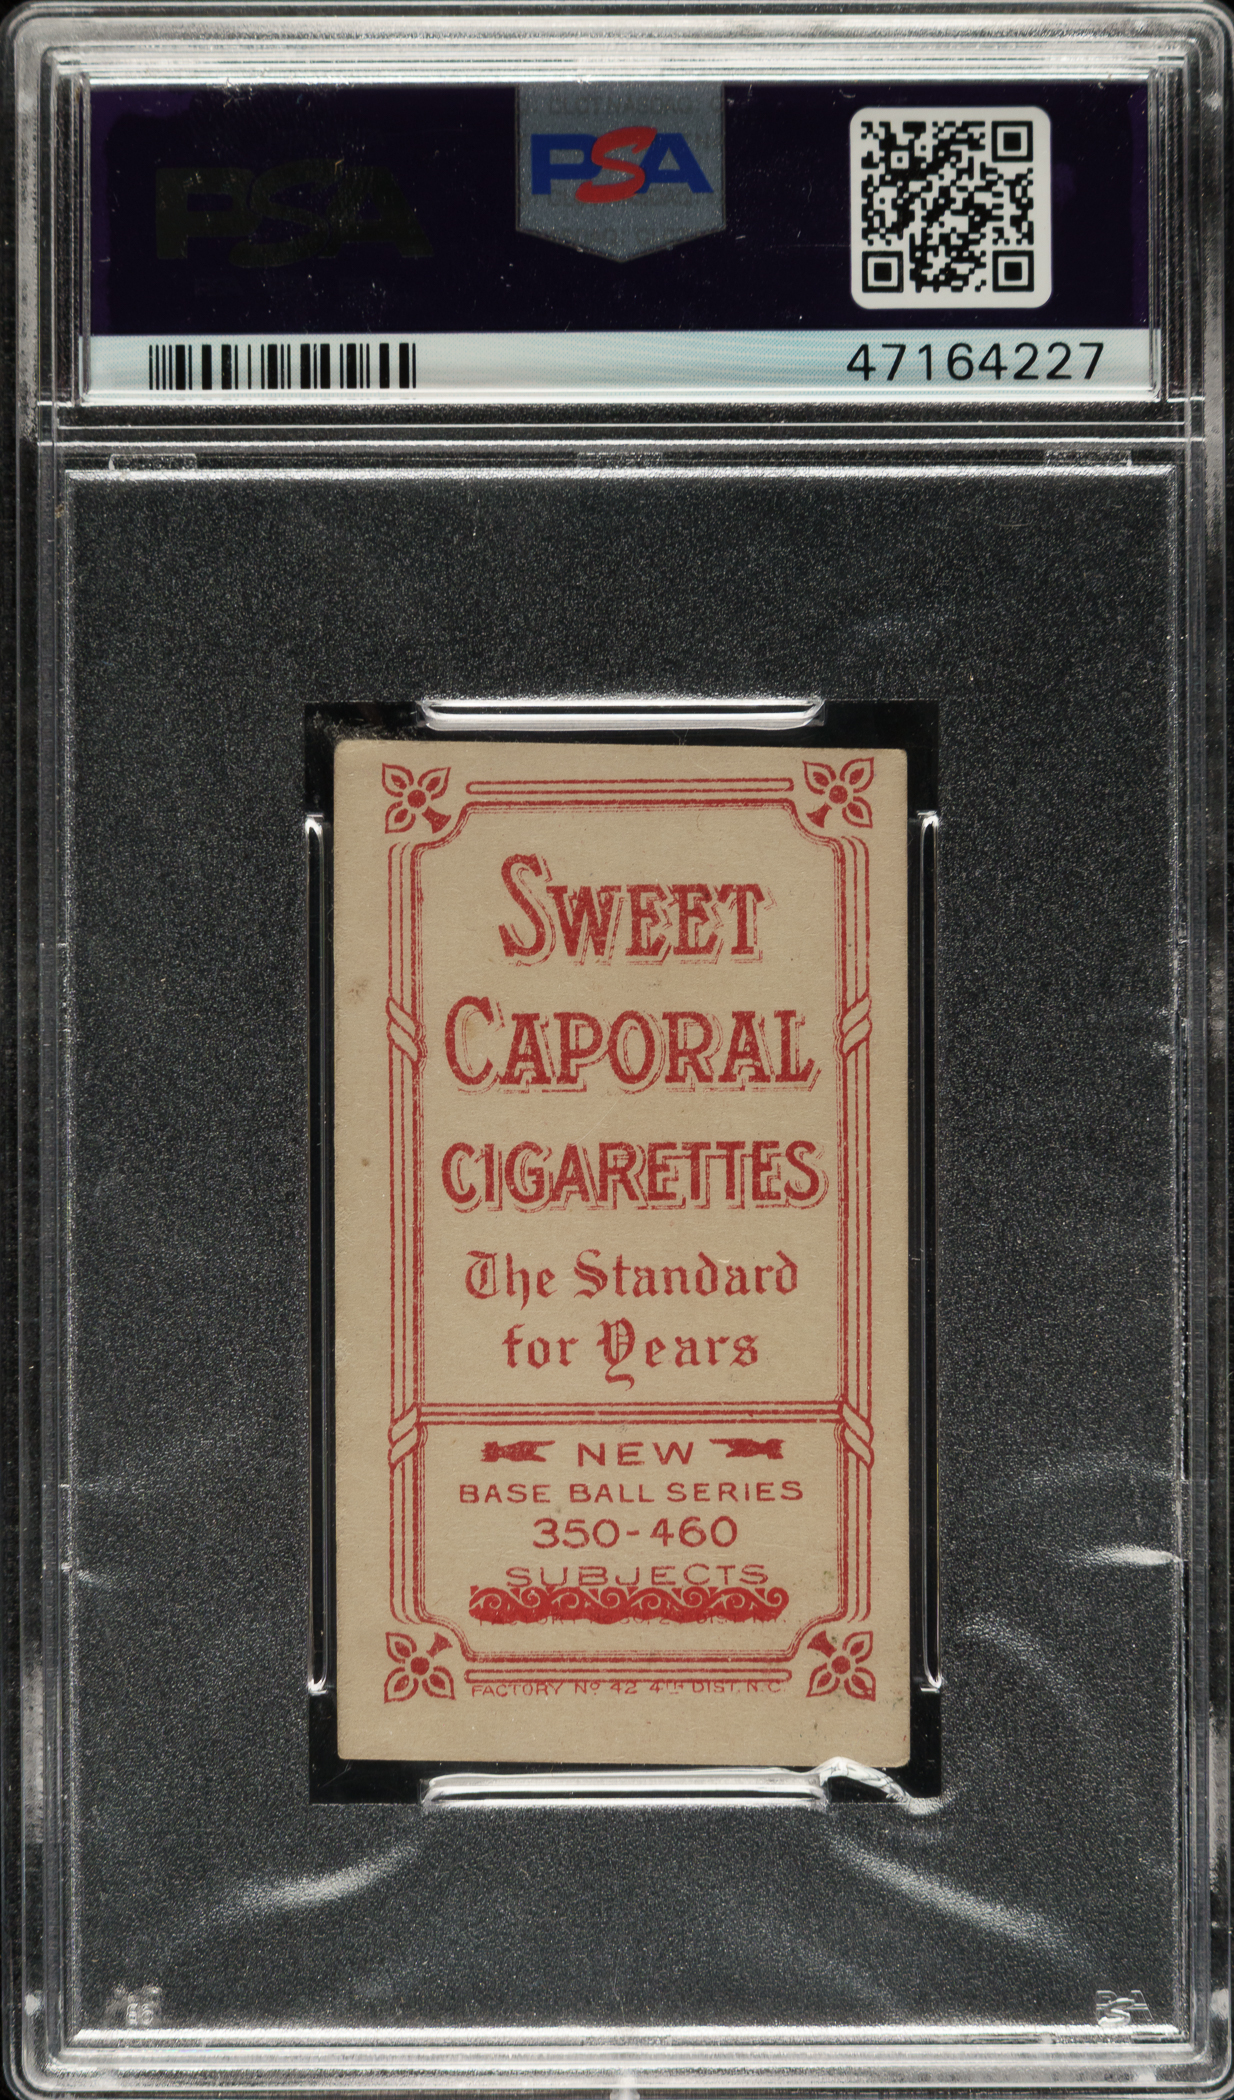 PSA
PSA
47164227
SWEET
CAPORAL
CIGARETTES
The Standard
for Years
NEW
BASE BALL SERIES
350-460
SUBJECTS
FACTORY Nº 42 4TH DIST. N.C.
PSA